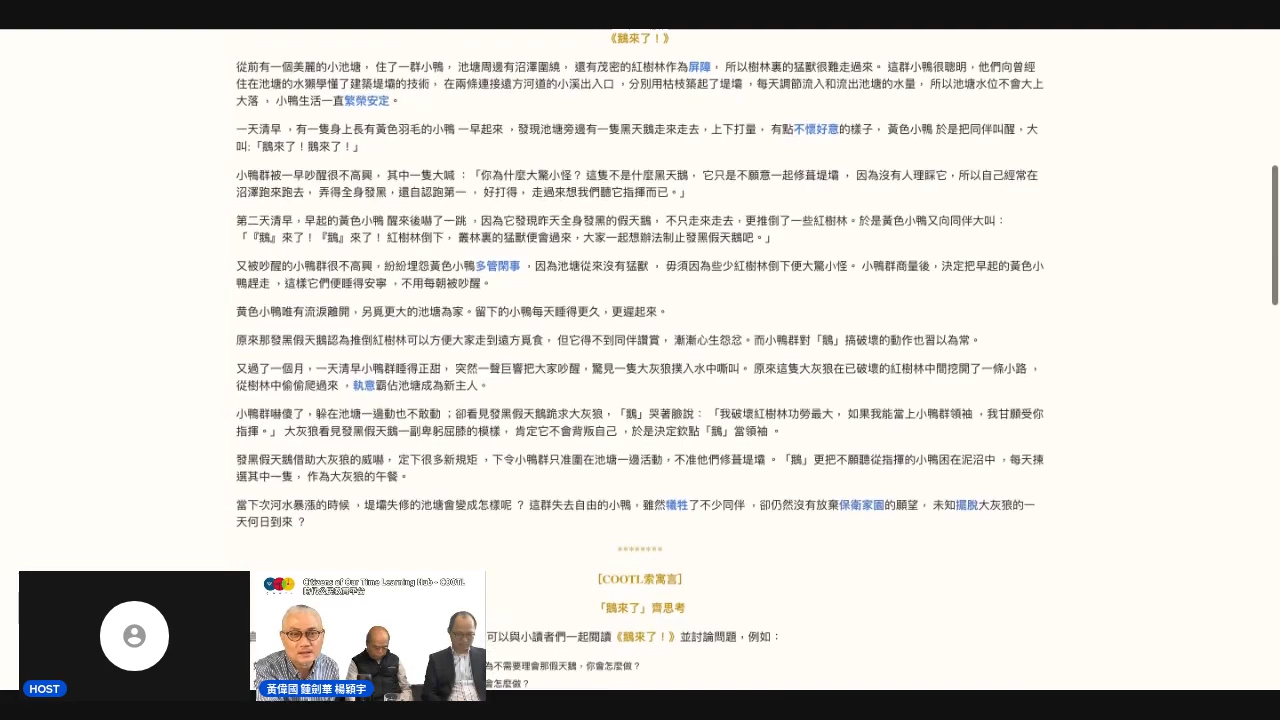 《鵝來了！》
從前有一個美麗的小池塘， 住了一群小鴨， 池塘周邊有沼澤圍繞， 還有茂密的紅樹林作為屏障， 所以樹林裏的猛獸很難走過來。 這群小鴨很聰明，他們向曾經
住在池塘的水獺學懂了建築堤壩的技術， 在兩條連接遠方河道的小溪出入口 ，分別用枯枝築起了堤壩 ，每天調節流入和流出池塘的水量， 所以池塘水位不會大上
大落 ， 小鴨生活一直繁榮安定。
一天清早 ，有一隻身上長有黃色羽毛的小鴨 一早起來 ，發現池塘旁邊有一隻黑天鵝走來走去，上下打量， 有點不懷好意的樣子， 黃色小鴨 於是把同伴叫醒，大
叫:「鵝來了！鵝來了！」
小鴨群被一早吵醒很不高興， 其中一隻大喊 ：「你為什麼大驚小怪？ 這隻不是什麼黑天鵝， 它只是不願意一起修葺堤壩 ， 因為沒有人理睬它，所以自己經常在
沼澤跑來跑去， 弄得全身發黑，還自認跑第一 ， 好打得， 走過來想我們聽它指揮而已。」
第二天清早，早起的黃色小鴨 醒來後嚇了一跳 ，因為它發現昨天全身發黑的假天鵝， 不只走來走去，更推倒了一些紅樹林。於是黃色小鴨又向同伴大叫：
「『鵝』來了！『鵝』來了！ 紅樹林倒下， 叢林裏的猛獸便會過來，大家一起想辦法制止發黑假天鵝吧。」
又被吵醒的小鴨群很不高興，紛紛埋怨黃色小鴨多管閑事 ，因為池塘從來沒有猛獸 ， 毋須因為些少紅樹林倒下便大驚小怪。 小鴨群商量後，決定把早起的黃色小
鴨趕走 ，這樣它們便睡得安寧 ，不用每朝被吵醒。
黃色小鴨唯有流淚離開，另覓更大的池塘為家。留下的小鴨每天睡得更久，更遲起來。
原來那發黑假天鵝認為推倒紅樹林可以方便大家走到遠方覓食， 但它得不到同伴讚賞， 漸漸心生怨忿。而小鴨群對「鵝」搞破壞的動作也習以為常。
又過了一個月，一天清早小鴨群睡得正甜， 突然一聲巨響把大家吵醒，驚見一隻大灰狼撲入水中嘶叫。 原來這隻大灰狼在已破壞的紅樹林中間挖開了一條小路 ，
從樹林中偷偷爬過來 ，執意霸佔池塘成為新主人。
小鴨群嚇傻了，躲在池塘一邊動也不敢動 ；卻看見發黑假天鵝跪求大灰狼，「鵝」哭著臉說： 「我破壞紅樹林功勞最大， 如果我能當上小鴨群領袖 ，我甘願受你
指揮。」 大灰狼看見發黑假天鵝一副卑躬屈膝的模樣， 肯定它不會背叛自己 ，於是決定欽點「鵝」當領袖 。
發黑假天鵝借助大灰狼的威嚇， 定下很多新規矩 ，下令小鴨群只准圍在池塘一邊活動，不准他們修葺堤壩 。「鵝」更把不願聽從指揮的小鴨困在泥沼中 ，每天揀
選其中一隻， 作為大灰狼的午餐。
當下次河水暴漲的時候 ，堤壩失修的池塘會變成怎樣呢 ？ 這群失去自由的小鴨，雖然犧牲了不少同伴 ，卻仍然沒有放棄保衛家園的願望， 未知擺脫大灰狼的一
天何日到來 ？
********
[COOTL索寓言]
「鵝來了」齊思考
可以與小讀者們一起閱讀《鵝來了！》並討論問題，例如：
為不需要理會那假天鵝，你會怎麼做？
會怎麼做？
Citizens of Our Time Learning Hub - COOTL
HOST
黃偉國 鍾劍華 楊穎宇